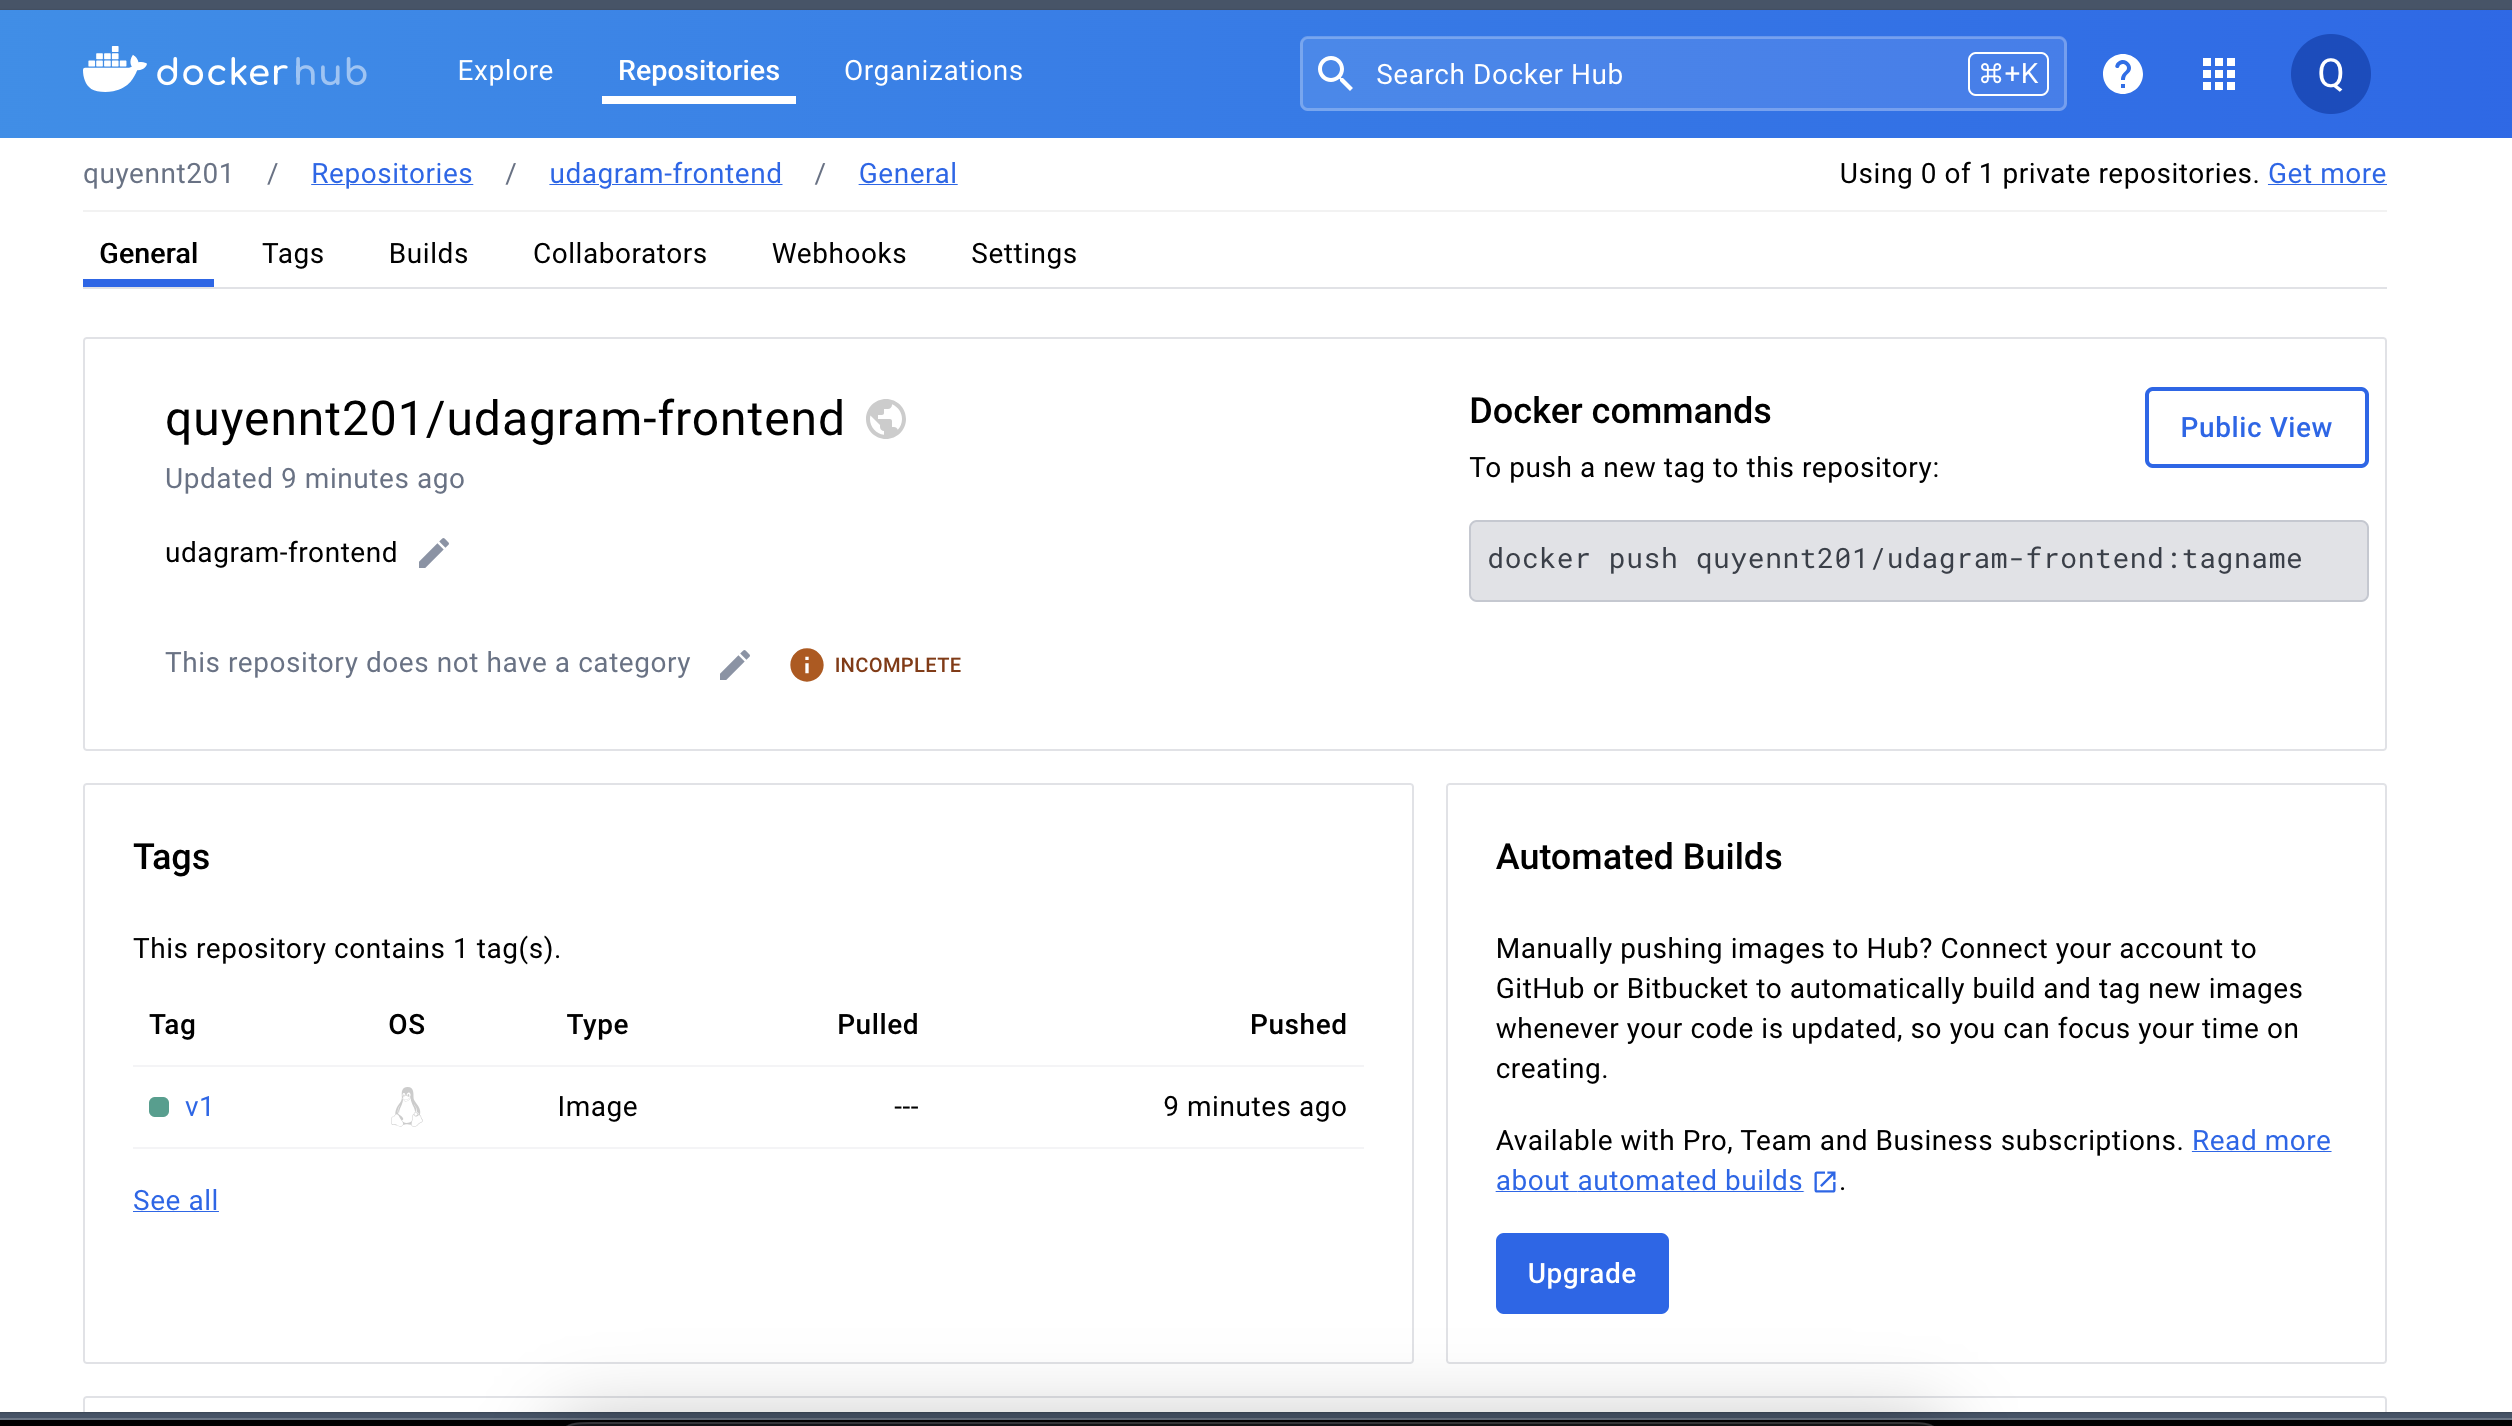 dockerhub Explore Repositories Organizations Search Docker Hub ⌘+K ? Q
quyennt201 / Repositories / udagram-frontend / General Using 0 of 1 private repositories. Get more
General Tags Builds Collaborators Webhooks Settings
quyennt201/udagram-frontend
Updated 9 minutes ago
udagram-frontend
This repository does not have a category i INCOMPLETE
Docker commands
Public View
To push a new tag to this repository:
docker push quyennt201/udagram-frontend:tagname
Tags
This repository contains 1 tag(s).
Tag OS Type Pulled Pushed
v1 Image --- 9 minutes ago
See all
Automated Builds
Manually pushing images to Hub? Connect your account to
GitHub or Bitbucket to automatically build and tag new images
whenever your code is updated, so you can focus your time on
creating.
Available with Pro, Team and Business subscriptions. Read more
about automated builds .
Upgrade